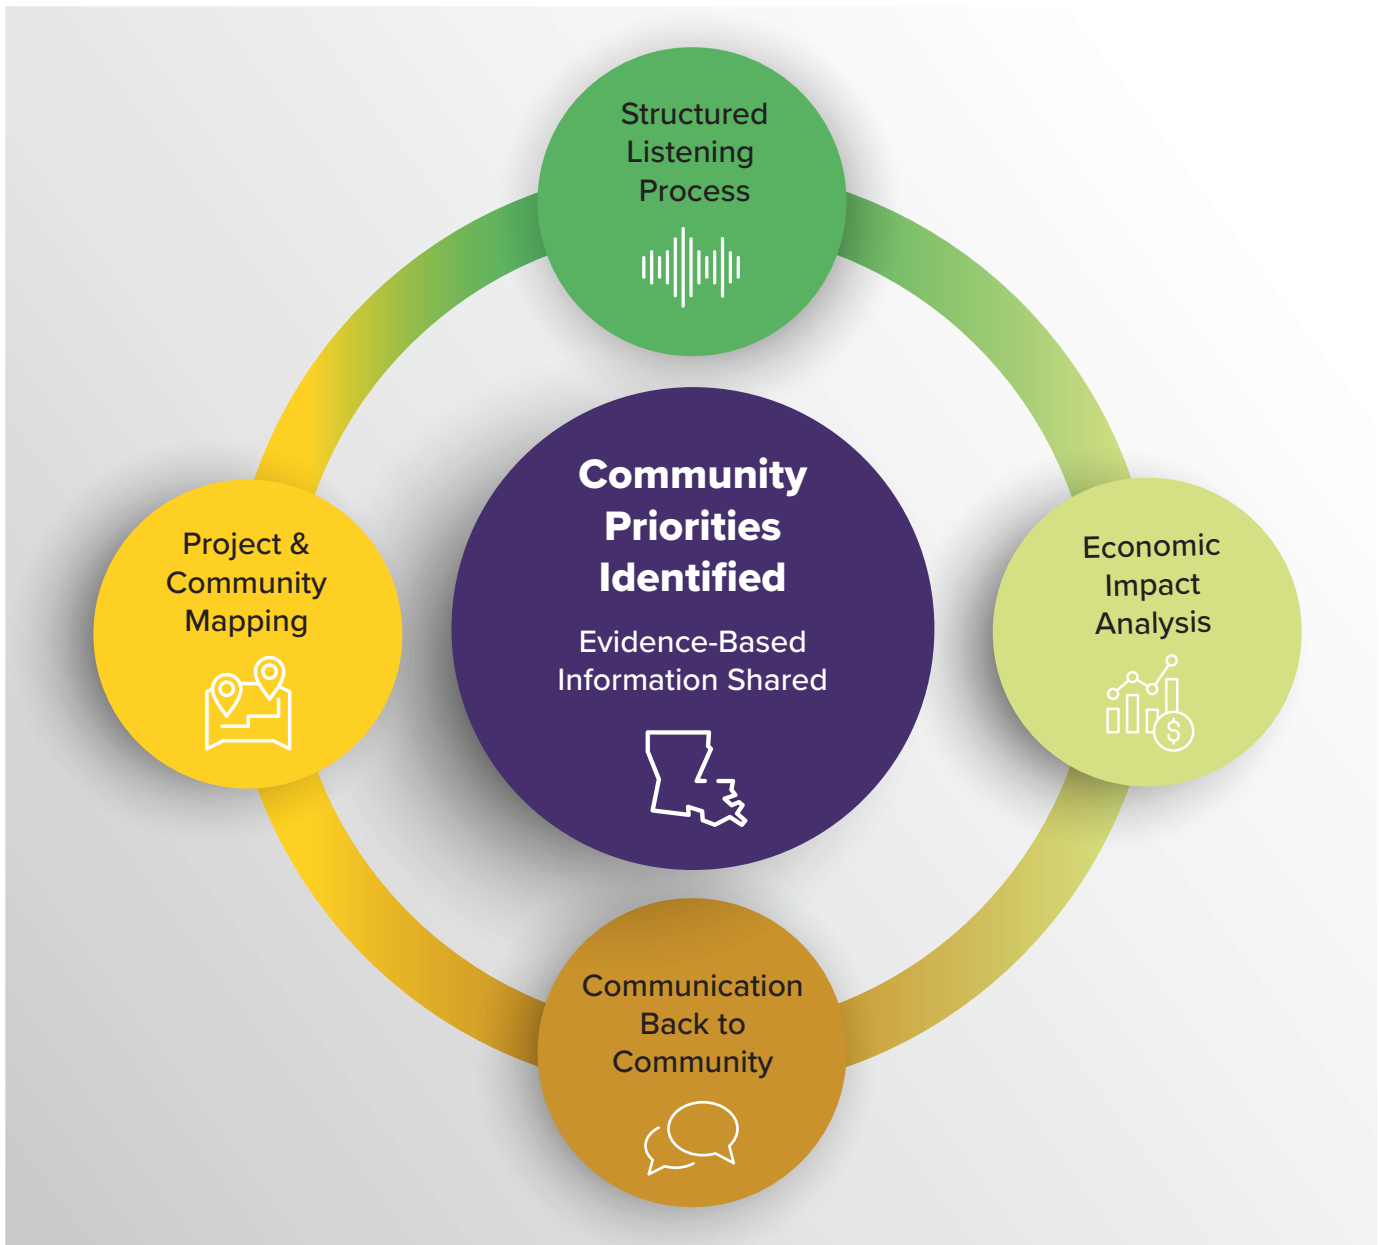 Structured
Listening
Process
Community
Priorities
Identified
Evidence-Based
Information Shared
Project &
Community
Mapping
Economic
Impact
Analysis
$
Communication
Back to
Community